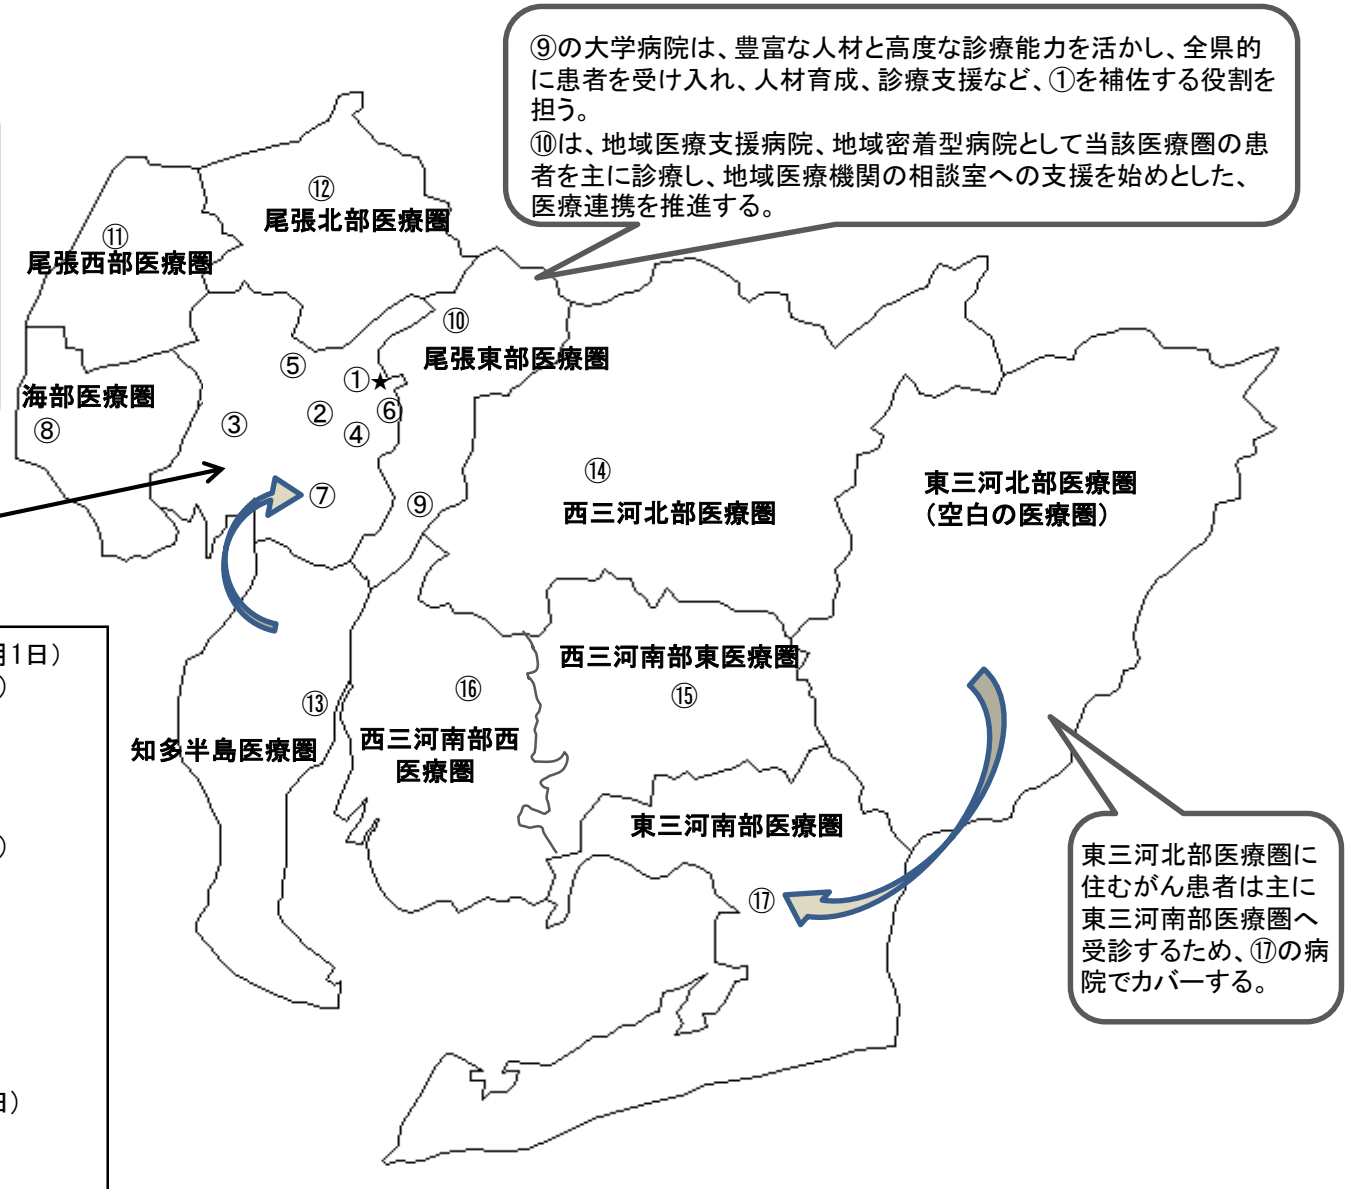 ⑨の大学病院は、豊富な人材と高度な診療能力を活かし、全県的
に患者を受け入れ、人材育成、診療支援など、①を補佐する役割を
担う。
⑩は、地域医療支援病院、地域密着型病院として当該医療圏の患
者を主に診療し、地域医療機関の相談室への支援を始めとした、
医療連携を推進する。
⑫
尾張北部医療圏
⑪
尾張西部医療圏
⑩
尾張東部医療圏
⑤
①★
海部医療圏
⑧
③
②
⑥
④
⑦
⑨
⑭
西三河北部医療圏
東三河北部医療圏
（空白の医療圏）
月1日）
）
）
日）
西三河南部東医療圏
⑮
⑯
西三河南部西
医療圏
⑬
知多半島医療圏
東三河南部医療圏
⑰
東三河北部医療圏に
住むがん患者は主に
東三河南部医療圏へ
受診するため、⑰の病
院でカバーする。